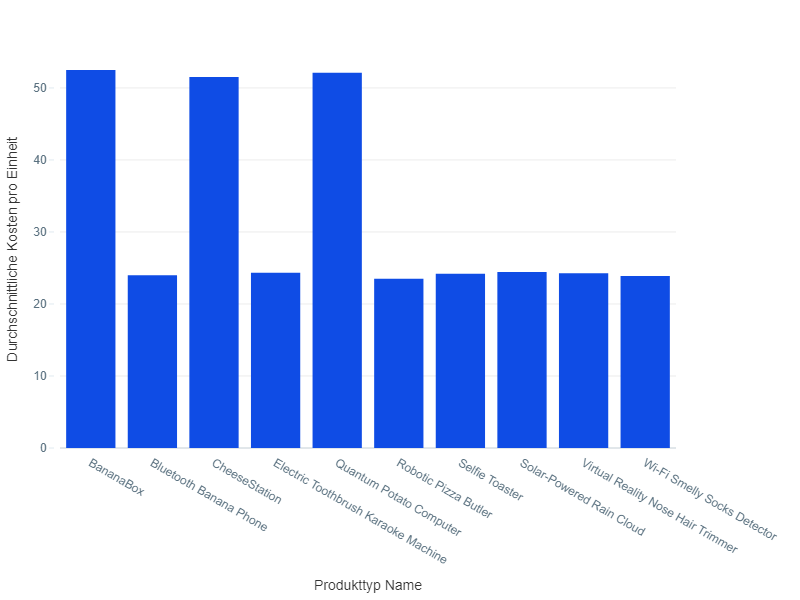 Durchschnittliche Kosten pro Einheit
50
40
30
20
10
0
BananaBox
Bluetooth Banana Phone
CheeseStation
Electric Toothbrush Karaoke Machine
Quantum Potato Computer
Robotic Pizza Butler
Selfie Toaster
Solar-Powered Rain Cloud
Virtual Reality Nose Hair Trimmer
Wi-Fi Smelly Socks Detector
Produkttyp Name